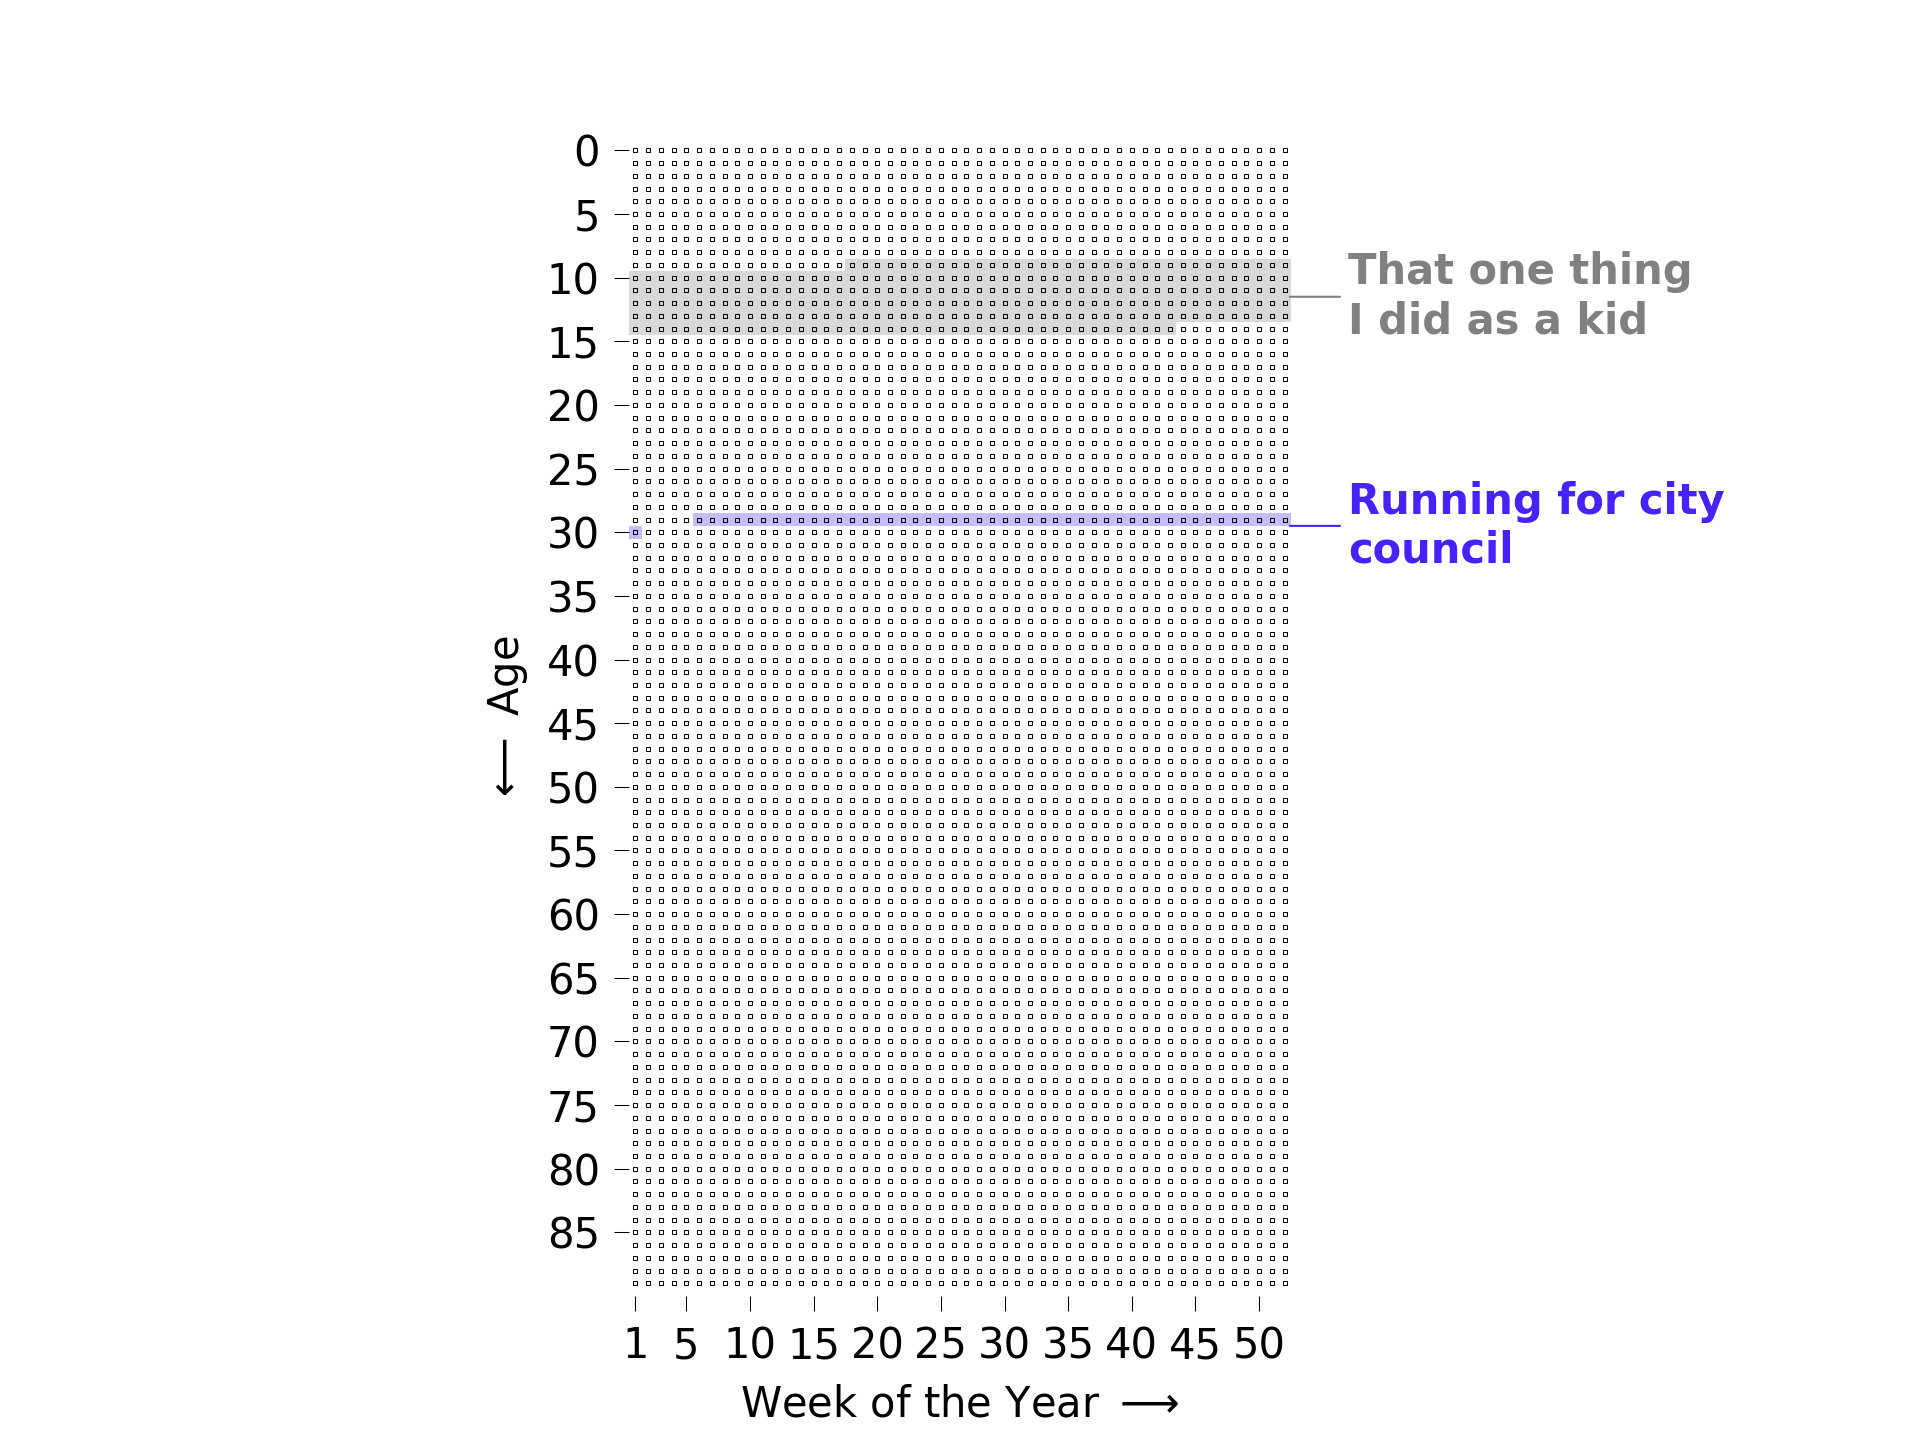 0
5
10
15
20
25
30
35
40
45
50
55
60
65
70
75
80
85
That one thing
I did as a kid
Running for city
council
← Age
1 5 10 15 20 25 30 35 40 45 50
Week of the Year →